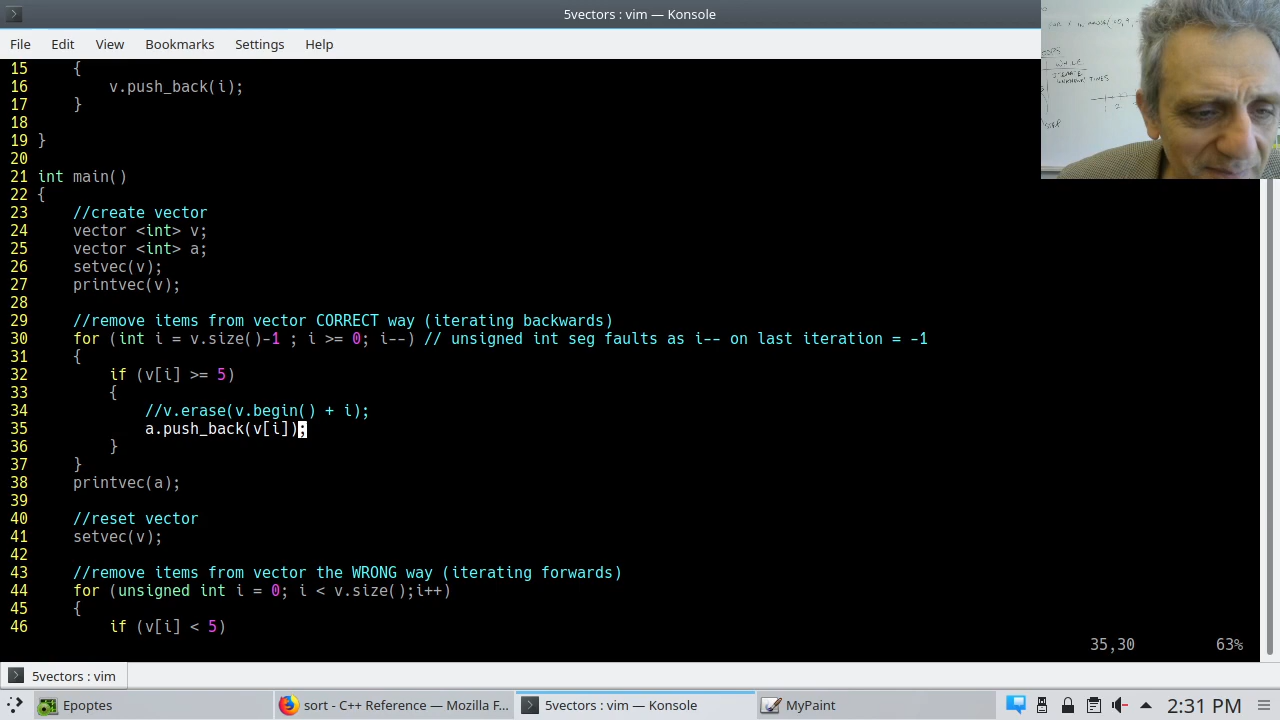 5vectors : vim — Konsole
File Edit View Bookmarks Settings Help
15 {
16 v.push_back(i);
17 }
18
19 }
20
21 int main()
22 {
23 //create vector
24 vector <int> v;
25 vector <int> a;
26 setvec(v);
27 printvec(v);
28
29 //remove items from vector CORRECT way (iterating backwards)
30 for (int i = v.size()-1 ; i >= 0; i--) // unsigned int seg faults as i-- on last iteration = -1
31 {
32 if (v[i] >= 5)
33 {
34 //v.erase(v.begin() + i);
35 a.push_back(v[i]);
36 }
37 }
38 printvec(a);
39
40 //reset vector
41 setvec(v);
42
43 //remove items from vector the WRONG way (iterating forwards)
44 for (unsigned int i = 0; i < v.size();i++)
45 {
46 if (v[i] < 5)
35,30 63%
WHILE
ITERATE
UNKNOWN TIMES
2
5vectors : vim
Epoptes
sort - C++ Reference — Mozilla F...
5vectors : vim — Konsole
MyPaint
2:31 PM